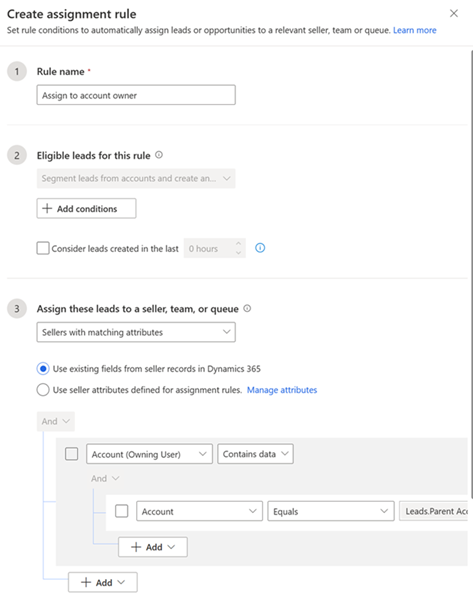 Create assignment rule
Set rule conditions to automatically assign leads or opportunities to a relevant seller, team or queue. Learn more
1 Rule name *
Assign to account owner
2 Eligible leads for this rule
Segment leads from accounts and create an...
+ Add conditions
Consider leads created in the last 0 hours
3 Assign these leads to a seller, team, or queue
Sellers with matching attributes
Use existing fields from seller records in Dynamics 365
Use seller attributes defined for assignment rules. Manage attributes
And
Account (Owning User) Contains data
And
Account Equals Leads.Parent Acc
+ Add
+ Add